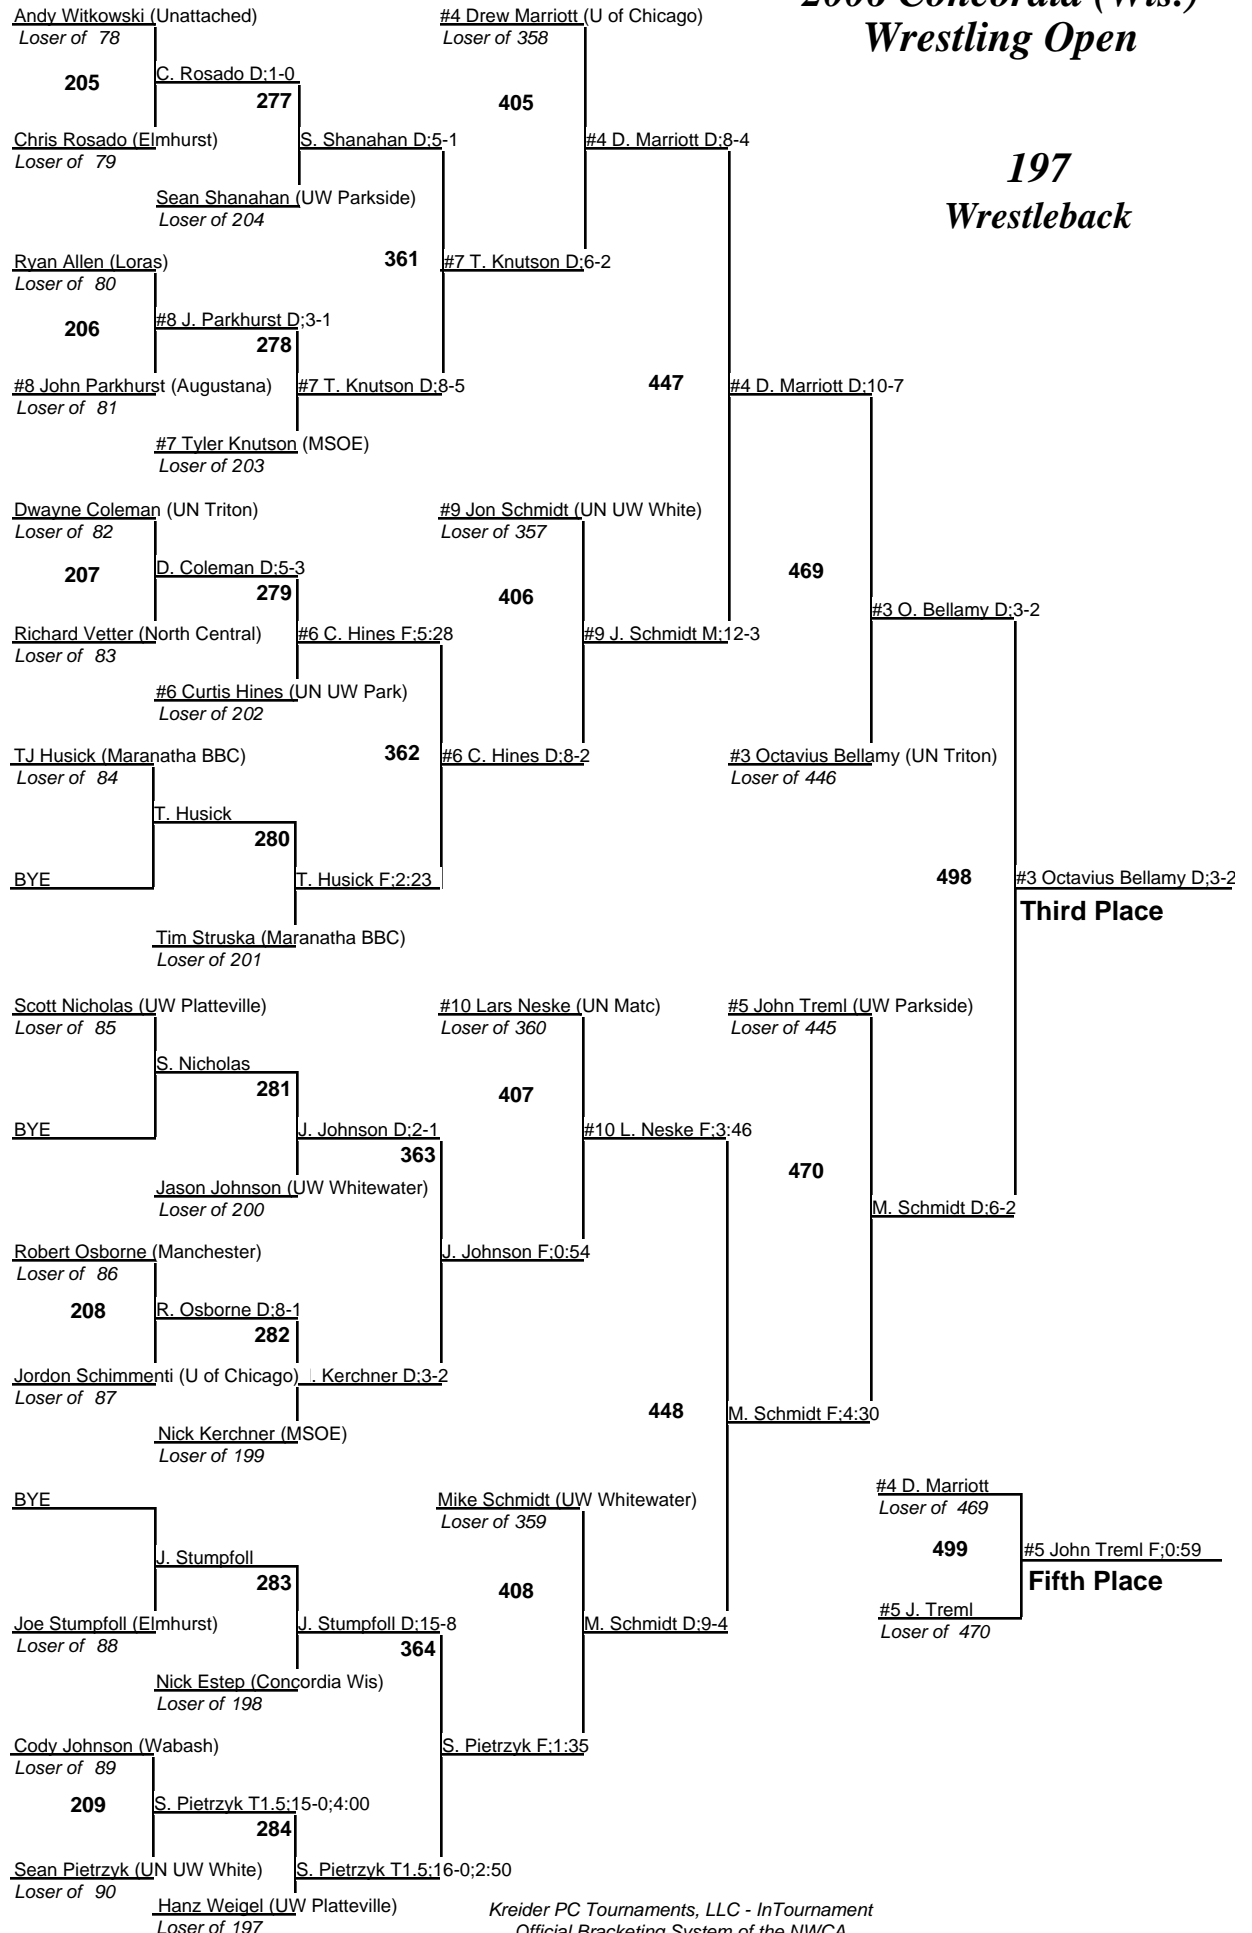 2006 Concordia (Wis.)
Wrestling Open
197
Wrestleback
Andy Witkowski (Unattached)
Loser of 78
205
C. Rosado D;1-0
277
Chris Rosado (Elmhurst)
Loser of 79
S. Shanahan D;5-1
Sean Shanahan (UW Parkside)
Loser of 204
361
Ryan Allen (Loras)
Loser of 80
206
#8 J. Parkhurst D;3-1
278
#8 John Parkhurst (Augustana)
Loser of 81
#7 T. Knutson D;8-5
#7 Tyler Knutson (MSOE)
Loser of 203
#4 Drew Marriott (U of Chicago)
Loser of 358
405
#4 D. Marriott D;8-4
#7 T. Knutson D;6-2
447
#4 D. Marriott D;10-7
Dwayne Coleman (UN Triton)
Loser of 82
207
D. Coleman D;5-3
279
Richard Vetter (North Central)
Loser of 83
#6 C. Hines F;5:28
#6 Curtis Hines (UN UW Park)
Loser of 202
362
TJ Husick (Maranatha BBC)
Loser of 84
T. Husick
280
BYE
T. Husick F;2:23
Tim Struska (Maranatha BBC)
Loser of 201
#9 Jon Schmidt (UN UW White)
Loser of 357
406
#9 J. Schmidt M;12-3
#6 C. Hines D;8-2
469
#3 O. Bellamy D;3-2
#3 Octavius Bellamy (UN Triton)
Loser of 446
498
#3 Octavius Bellamy D;3-2
Third Place
Scott Nicholas (UW Platteville)
Loser of 85
S. Nicholas
281
BYE
J. Johnson D;2-1
363
Jason Johnson (UW Whitewater)
Loser of 200
Robert Osborne (Manchester)
Loser of 86
208
R. Osborne D;8-1
282
Jordon Schimmenti (U of Chicago)
Loser of 87
. Kerchner D;3-2
Nick Kerchner (MSOE)
Loser of 199
#10 Lars Neske (UN Matc)
Loser of 360
407
#10 L. Neske F;3:46
J. Johnson F;0:54
#5 John Treml (UW Parkside)
Loser of 445
470
M. Schmidt D;6-2
448
M. Schmidt F;4:30
BYE
J. Stumpfoll
283
Joe Stumpfoll (Elmhurst)
Loser of 88
J. Stumpfoll D;15-8
364
Nick Estep (Concordia Wis)
Loser of 198
Cody Johnson (Wabash)
Loser of 89
209
S. Pietrzyk T1.5;15-0;4:00
284
Sean Pietrzyk (UN UW White)
Loser of 90
S. Pietrzyk T1.5;16-0;2:50
Hanz Weigel (UW Platteville)
Loser of 197
Mike Schmidt (UW Whitewater)
Loser of 359
408
M. Schmidt D;9-4
S. Pietrzyk F;1:35
#4 D. Marriott
Loser of 469
499
#5 John Treml F;0:59
Fifth Place
#5 J. Treml
Loser of 470
Kreider PC Tournaments, LLC - InTournament
Official Bracketing System of the NWCA